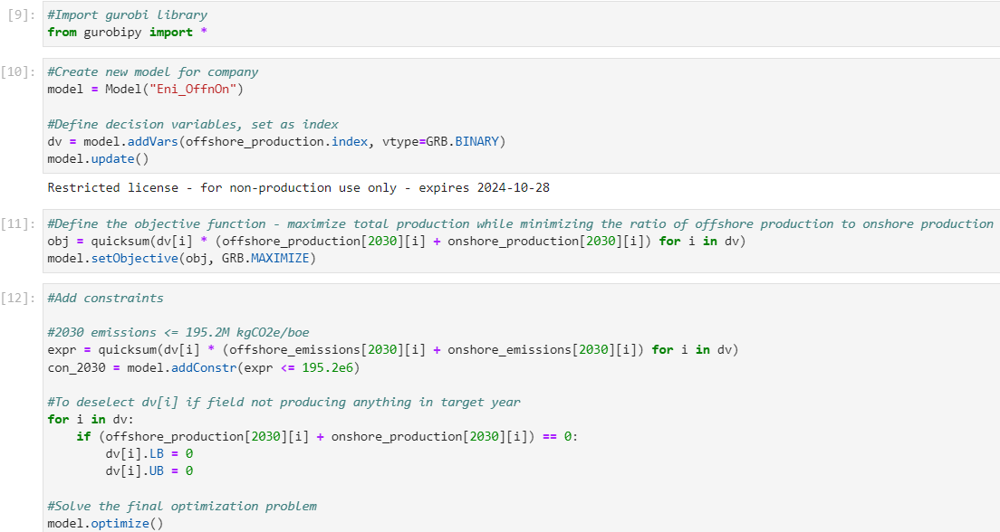 [9]: #Import gurobi library
from gurobipy import *
[10]: #Create new model for company
model = Model("Eni_OffnOn")
#Define decision variables, set as index
dv = model.addVars(offshore_production.index, vtype=GRB.BINARY)
model.update()
Restricted license - for non-production use only - expires 2024-10-28
[11]: #Define the objective function - maximize total production while minimizing the ratio of offshore production to onshore production
obj = quicksum(dv[i] * (offshore_production[2030][i] + onshore_production[2030][i]) for i in dv)
model.setObjective(obj, GRB.MAXIMIZE)
[12]: #Add constraints
#2030 emissions <= 195.2M kgCO2e/boe
expr = quicksum(dv[i] * (offshore_emissions[2030][i] + onshore_emissions[2030][i]) for i in dv)
con_2030 = model.addConstr(expr <= 195.2e6)
#To deselect dv[i] if field not producing anything in target year
for i in dv:
    if (offshore_production[2030][i] + onshore_production[2030][i]) == 0:
        dv[i].LB = 0
        dv[i].UB = 0
#Solve the final optimization problem
model.optimize()